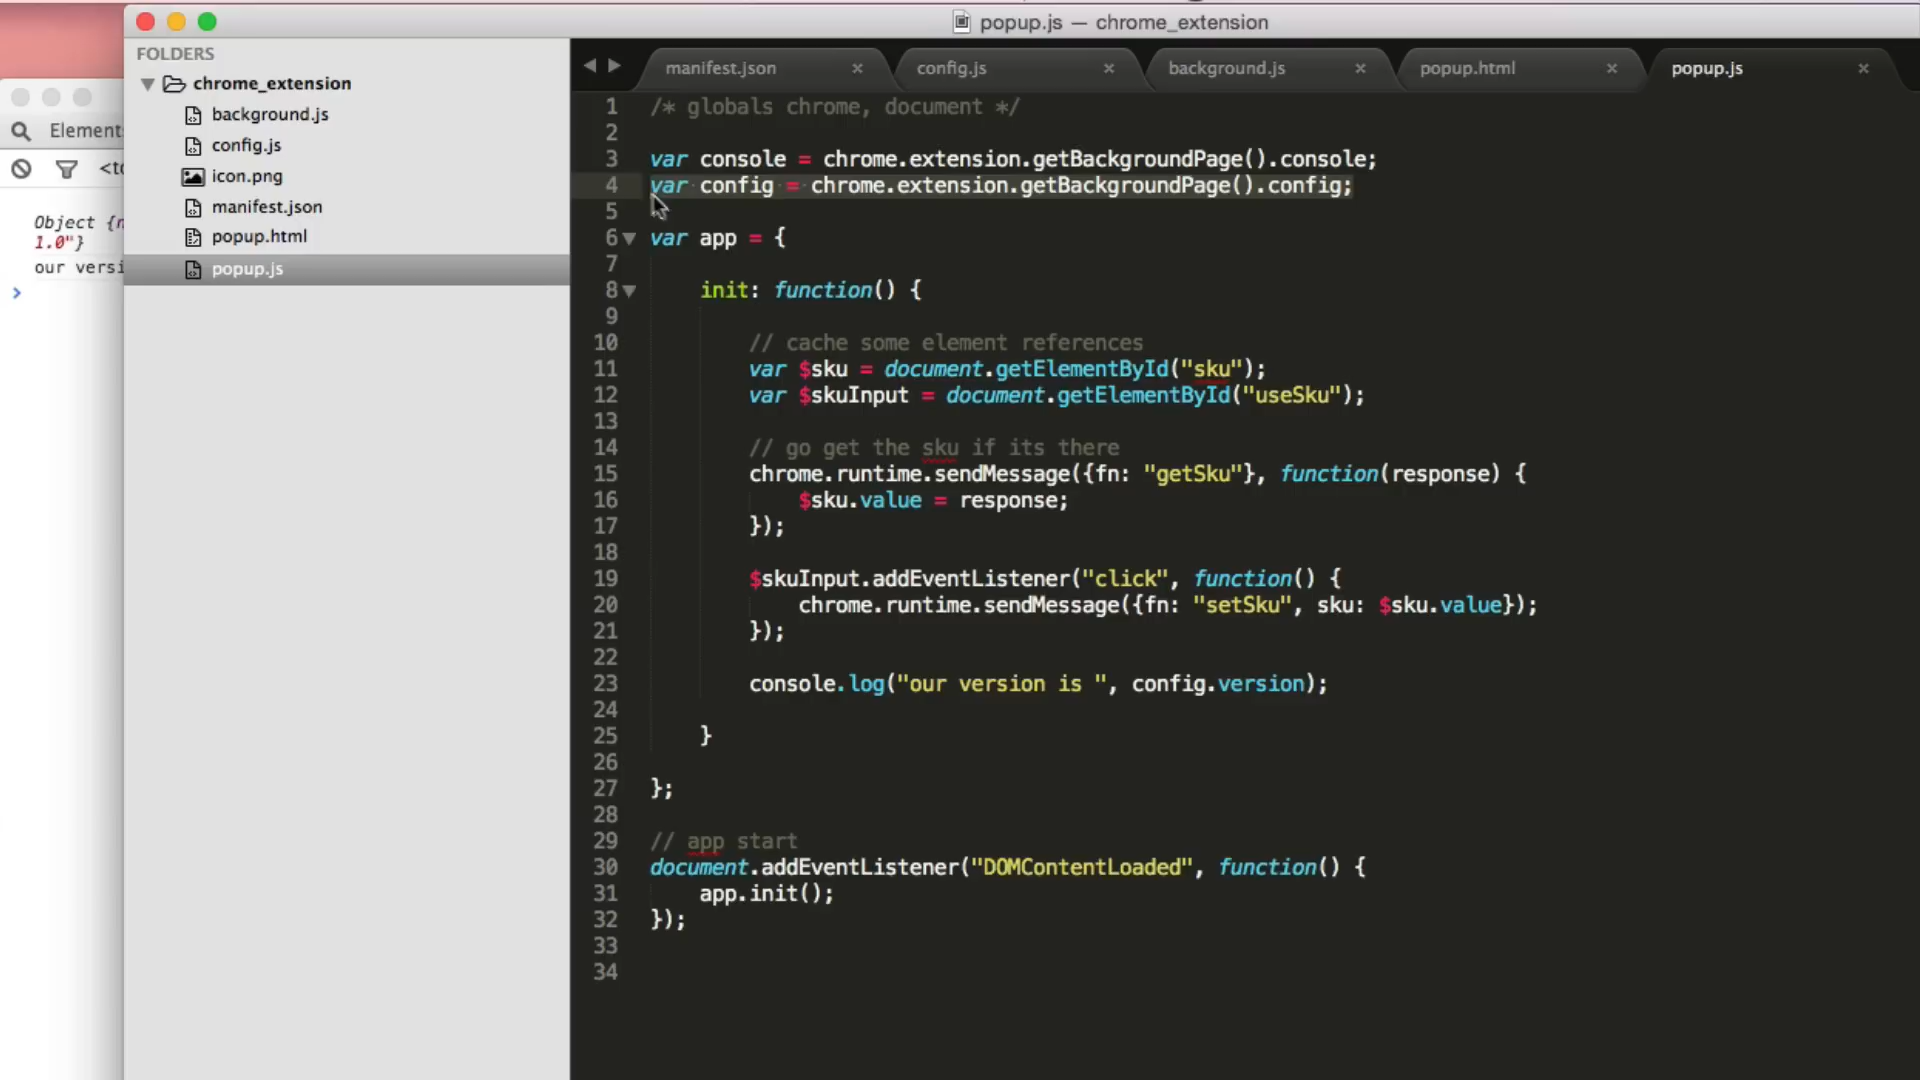 popup.js — chrome_extension
FOLDERS
chrome_extension
background.js
config.js
icon.png
manifest.json
popup.html
popup.js
Element
<to
Object {n
1.0"}
our versi
>
manifest.json × config.js × background.js × popup.html × popup.js ×
1 /* globals chrome, document */
2
3 var console = chrome.extension.getBackgroundPage().console;
4 var config = chrome.extension.getBackgroundPage().config;
5
6 var app = {
7
8 init: function() {
9
10 // cache some element references
11 var $sku = document.getElementById("sku");
12 var $skuInput = document.getElementById("useSku");
13
14 // go get the sku if its there
15 chrome.runtime.sendMessage({fn: "getSku"}, function(response) {
16 $sku.value = response;
17 });
18
19 $skuInput.addEventListener("click", function() {
20 chrome.runtime.sendMessage({fn: "setSku", sku: $sku.value});
21 });
22
23 console.log("our version is ", config.version);
24
25 }
26
27 };
28
29 // app start
30 document.addEventListener("DOMContentLoaded", function() {
31 app.init();
32 });
33
34